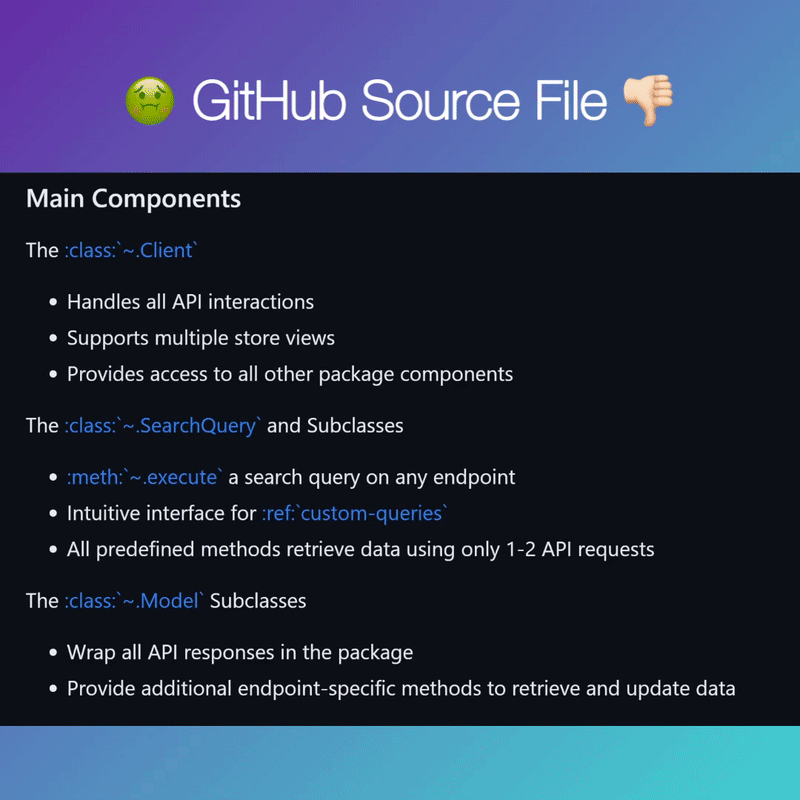 🤢 GitHub Source File 👎🏻
Main Components
The :class:`~.Client`
• Handles all API interactions
• Supports multiple store views
• Provides access to all other package components
The :class:`~.SearchQuery` and Subclasses
• :meth:`~.execute` a search query on any endpoint
• Intuitive interface for :ref:`custom-queries`
• All predefined methods retrieve data using only 1-2 API requests
The :class:`~.Model` Subclasses
• Wrap all API responses in the package
• Provide additional endpoint-specific methods to retrieve and update data